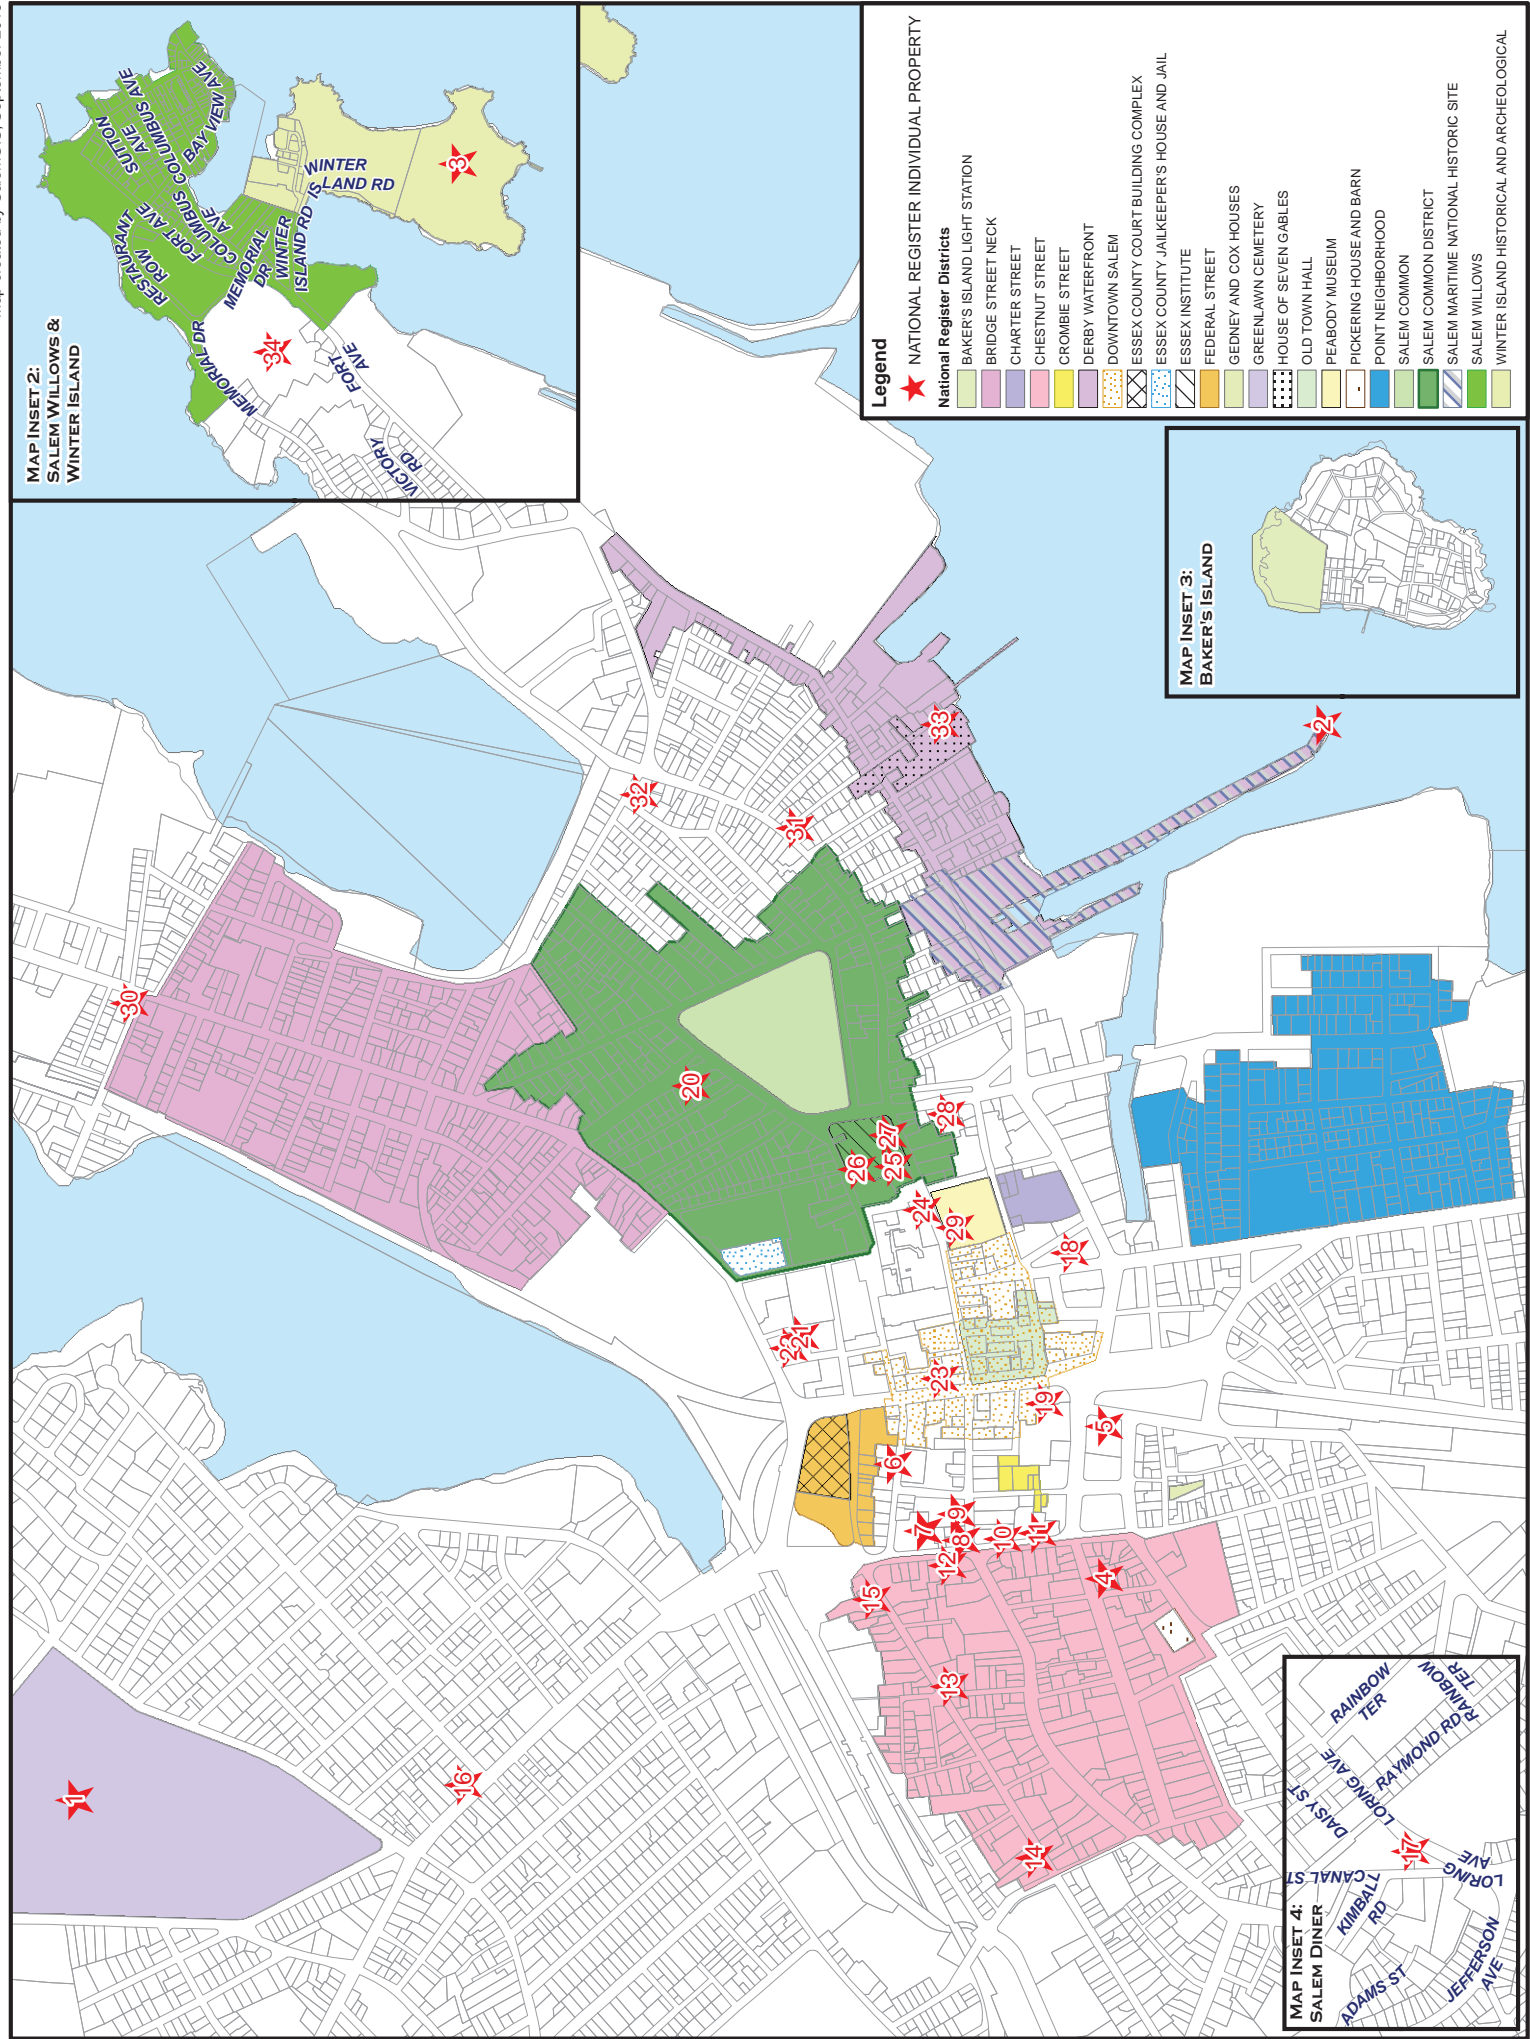 MAP INSET 2:
SALEM WILLOWS &
WINTER ISLAND
RESTAURANT
ROW
SUTTON
AVE
FORT AVE
COLUMBUS AVE
COLUMBUS
AVE
BAY VIEW AVE
MEMORIAL
DR
WINTER
ISLAND RD
WINTER
ISLAND RD
MEMORIAL DR
FORT
AVE
VICTORY
RD
34
3
Legend
NATIONAL REGISTER INDIVIDUAL PROPERTY
National Register Districts
BAKER'S ISLAND LIGHT STATION
BRIDGE STREET NECK
CHARTER STREET
CHESTNUT STREET
CROMBIE STREET
DERBY WATERFRONT
DOWNTOWN SALEM
ESSEX COUNTY COURT BUILDING COMPLEX
ESSEX COUNTY JAILKEEPER'S HOUSE AND JAIL
ESSEX INSTITUTE
FEDERAL STREET
GEDNEY AND COX HOUSES
GREENLAWN CEMETERY
HOUSE OF SEVEN GABLES
OLD TOWN HALL
PEABODY MUSEUM
PICKERING HOUSE AND BARN
POINT NEIGHBORHOOD
SALEM COMMON
SALEM COMMON DISTRICT
SALEM MARITIME NATIONAL HISTORIC SITE
SALEM WILLOWS
WINTER ISLAND HISTORICAL AND ARCHEOLOGICAL
MAP INSET 3:
BAKER'S ISLAND
MAP INSET 4:
SALEM DINER
ADAMS ST
JEFFERSON
AVE
KIMBALL
RD
CANAL ST
LORING
AVE
DAISY ST
LORING AVE
RAYMOND RD
RAINBOW
TER
RAINBOW
TER
17
1
16
30
32
31
33
2
20
26
27
25
28
24
29
18
22
21
23
19
5
6
7
9
8
12
10
11
15
4
13
14